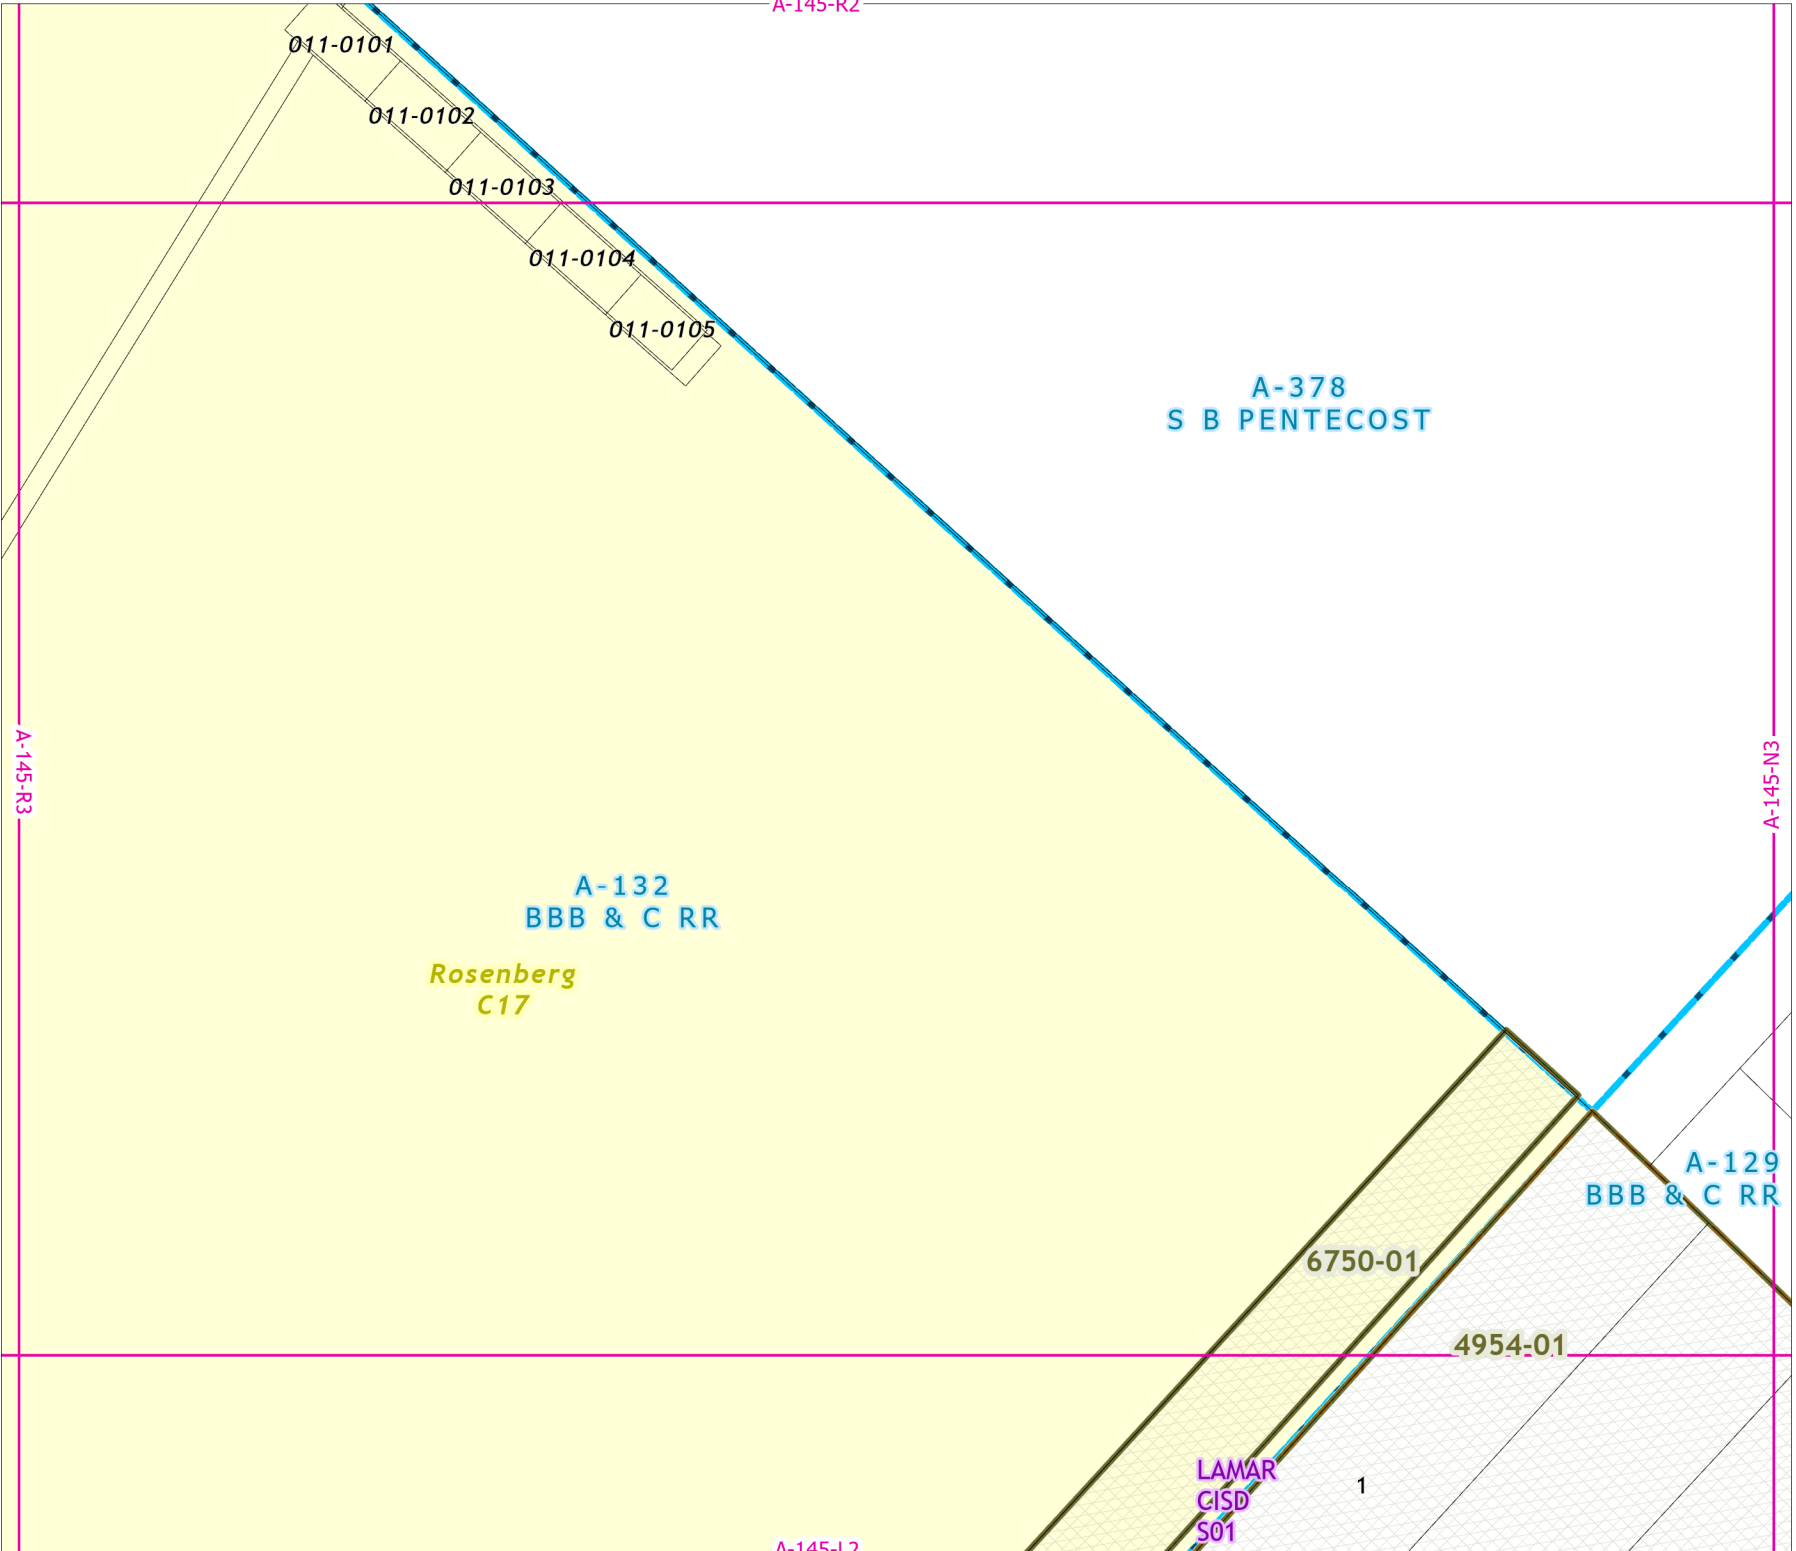 A-145-R2
011-0101
011-0102
011-0103
011-0104
011-0105
A-378
S B PENTECOST
A-145-R3
A-145-N3
A-132
BBB & C RR
Rosenberg
C17
A-129
BBB & C RR
6750-01
4954-01
LAMAR
CISD
S01
1
A-145-L2